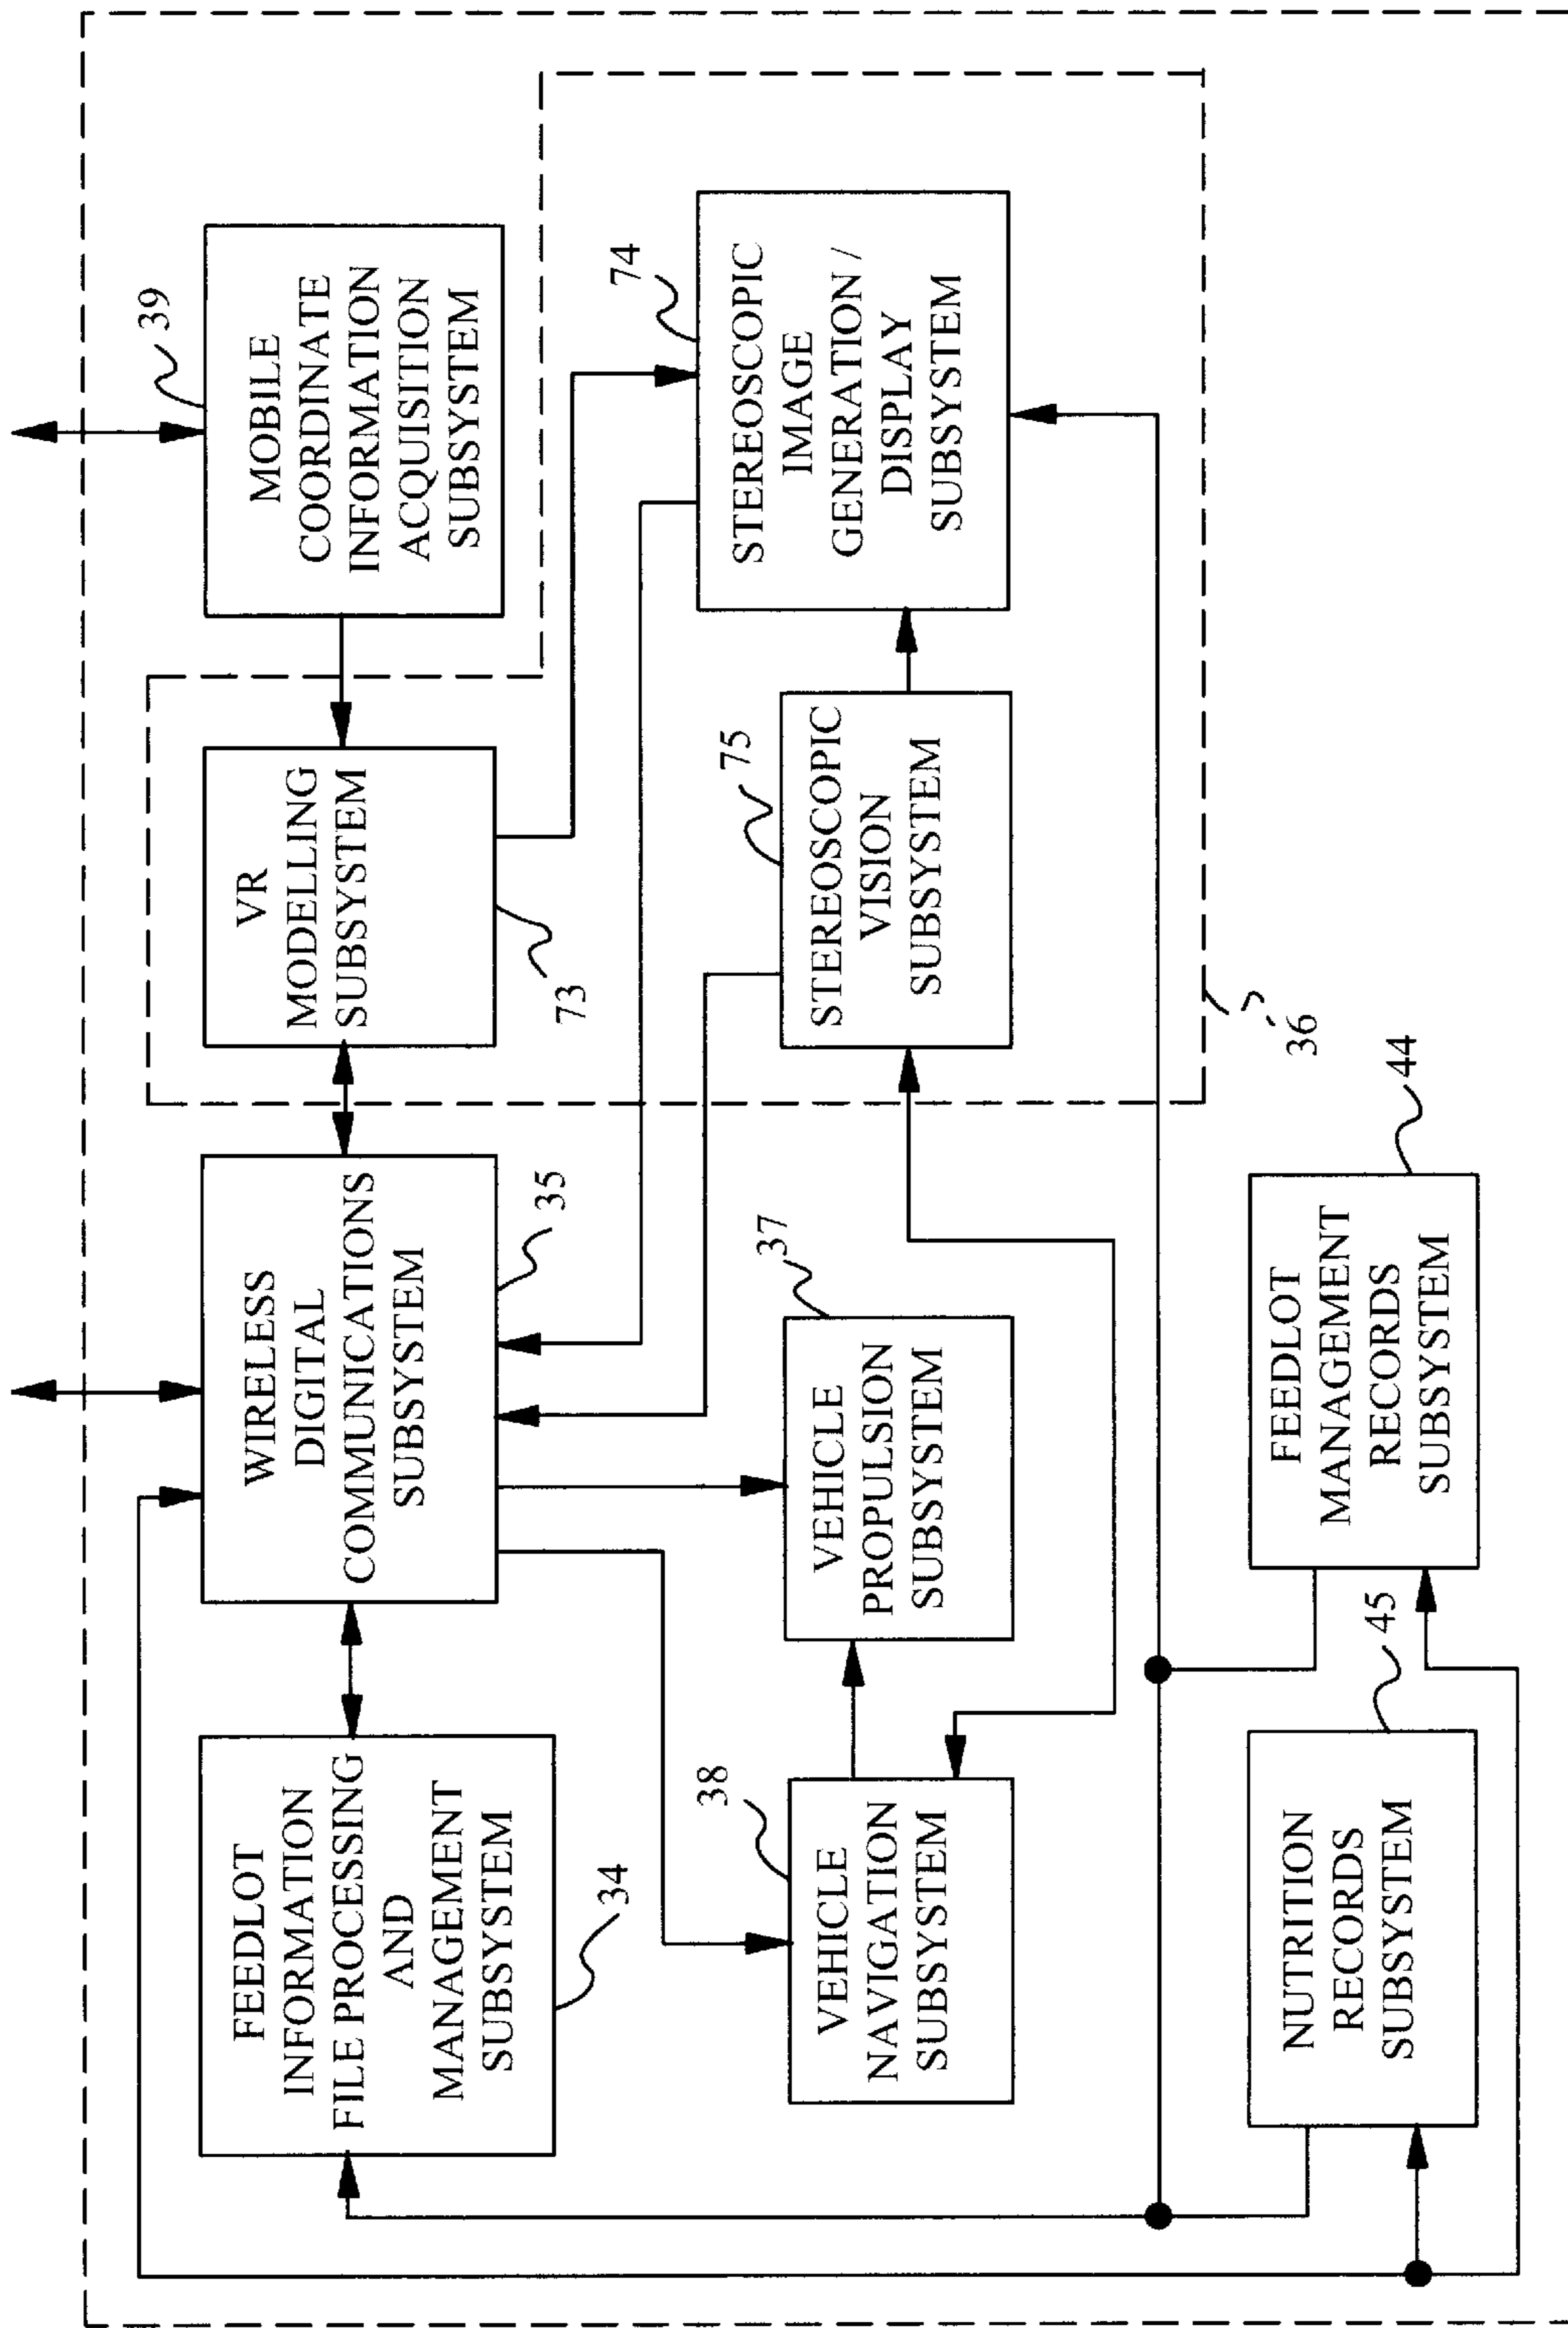 FEEDLOT
INFORMATION
FILE PROCESSING
AND
MANAGEMENT
SUBSYSTEM
34
WIRELESS
DIGITAL
COMMUNICATIONS
SUBSYSTEM
35
VR
MODELLING
SUBSYSTEM
73
MOBILE
COORDINATE
INFORMATION
ACQUISITION
SUBSYSTEM
39
VEHICLE
NAVIGATION
SUBSYSTEM
38
VEHICLE
PROPULSION
SUBSYSTEM
37
STEREOSCOPIC
VISION
SUBSYSTEM
75
STEREOSCOPIC
IMAGE
GENERATION /
DISPLAY
SUBSYSTEM
74
36
NUTRITION
RECORDS
SUBSYSTEM
45
FEEDLOT
MANAGEMENT
RECORDS
SUBSYSTEM
44